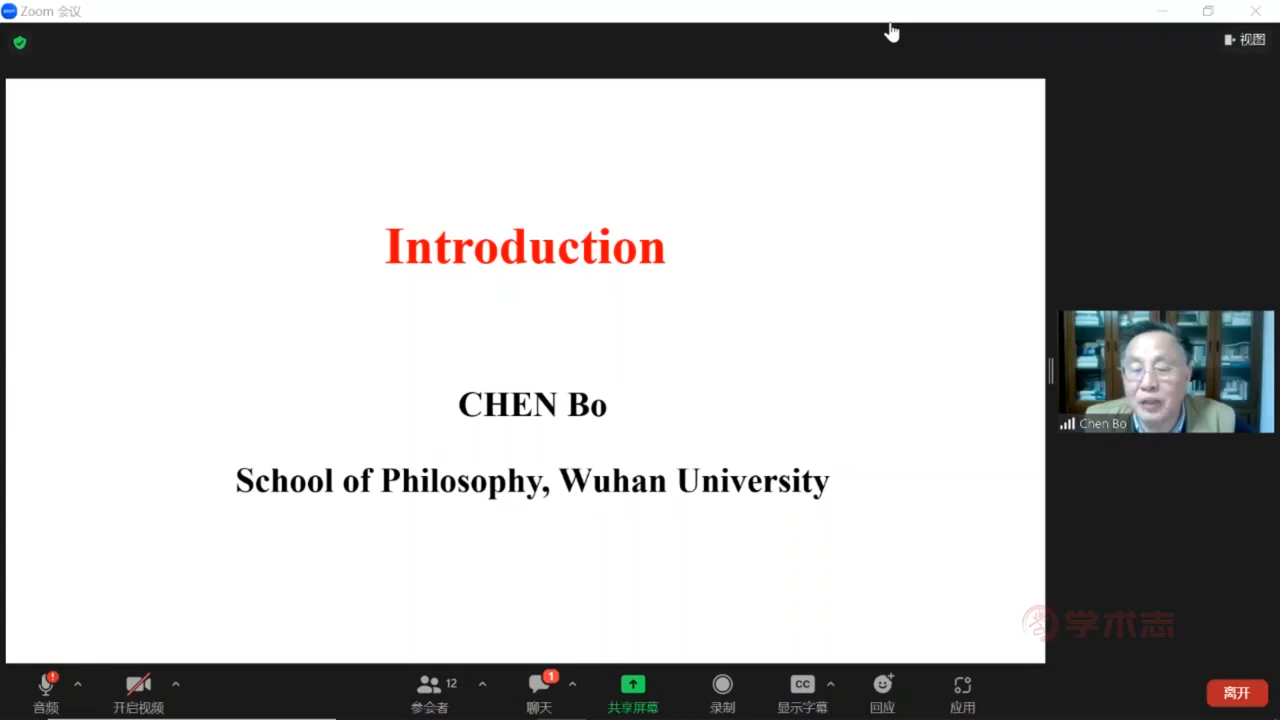 Zoom 会议
视图
Introduction
CHEN Bo
School of Philosophy, Wuhan University
Chen Bo
学术志
12
1
CC
音频
开启视频
参会者
聊天
共享屏幕
录制
显示字幕
回应
应用
离开